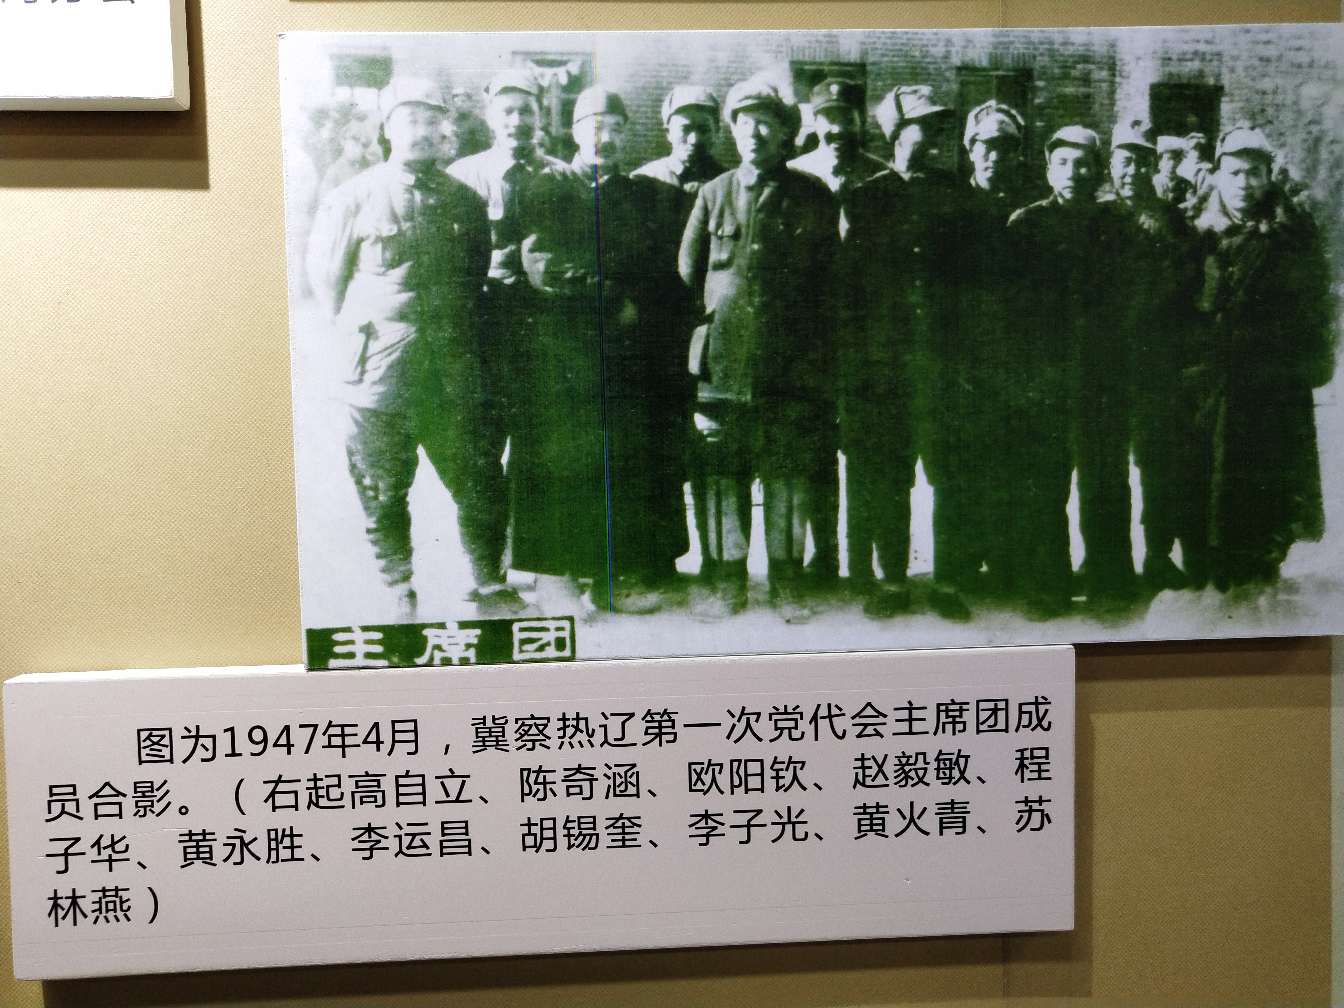 主席团
图为1947年4月，冀察热辽第一次党代会主席团成
员合影。（右起高自立、陈奇涵、欧阳钦、赵毅敏、程
子华、黄永胜、李运昌、胡锡奎、李子光、黄火青、苏
林燕）